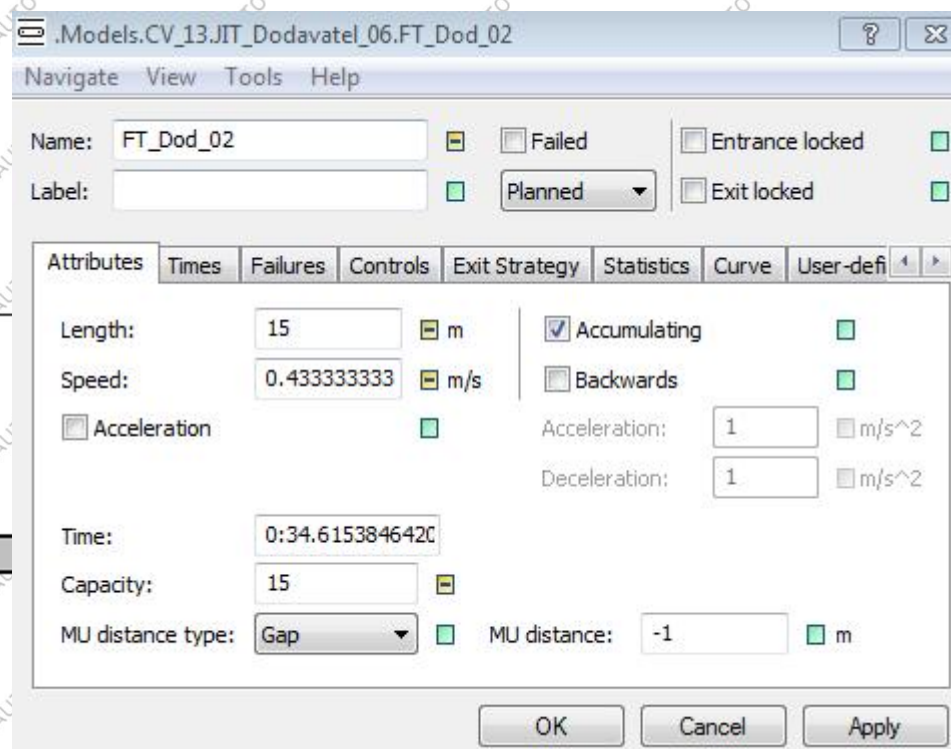 .Models.CV_13.JIT_Dodavatel_06.FT_Dod_02
Navigate View Tools Help
Name: FT_Dod_02 Failed Entrance locked
Label: Planned Exit locked
Attributes Times Failures Controls Exit Strategy Statistics Curve User-defi
Length: 15 m Accumulating
Speed: 0.433333333 m/s Backwards
Acceleration Acceleration: 1 m/s^2
Deceleration: 1 m/s^2
Time: 0:34.6153846420
Capacity: 15
MU distance type: Gap MU distance: -1 m
OK Cancel Apply